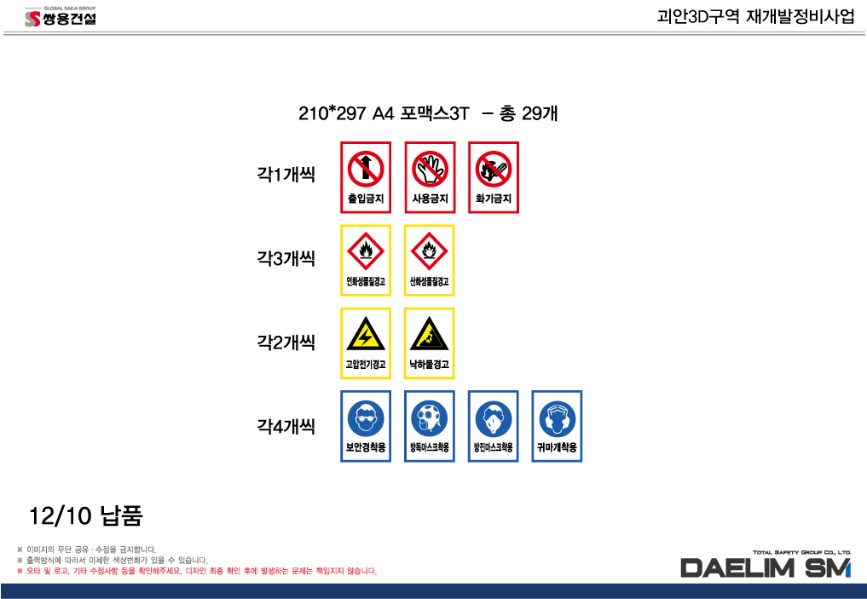 GLOBAL SAE-A GROUP
쌍용건설
괴안3D구역 재개발정비사업
210*297 A4 포맥스3T - 총 29개
각1개씩
출입금지 사용금지 화기금지
각3개씩
인화성물질경고 산화성물질경고
각2개씩
고압전기경고 낙하물경고
각4개씩
보안경착용 방독마스크착용 방진마스크착용 귀마개착용
12/10 납품
※ 이미지의 무단 공유 · 수정을 금지합니다.
※ 출력방식에 따라서 미세한 색상변화가 있을 수 있습니다.
※ 오타 및 로고, 기타 수정사항 등을 확인해주세요. 디자인 최종 확인 후에 발생하는 문제는 책임지지 않습니다.
TOTAL SAFETY GROUP CO., LTD.
DAELIM SM